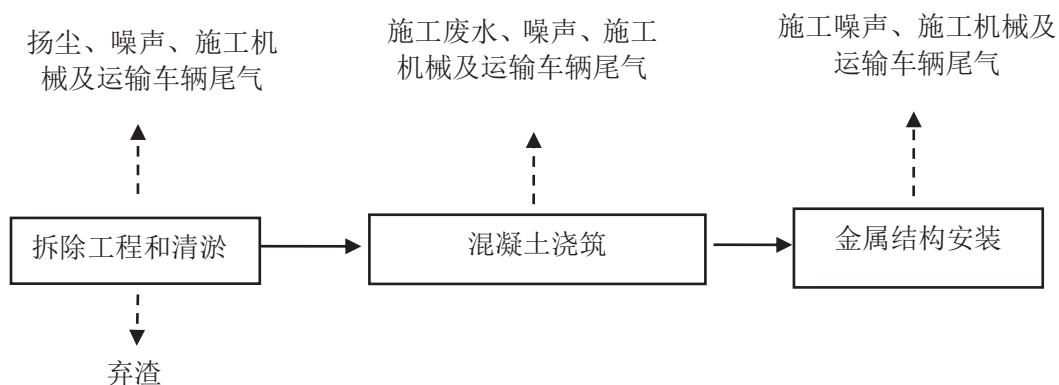 扬尘、噪声、施工机
械及运输车辆尾气
施工废水、噪声、施工
机械及运输车辆尾气
施工噪声、施工机械及
运输车辆尾气
拆除工程和清淤
混凝土浇筑
金属结构安装
弃渣